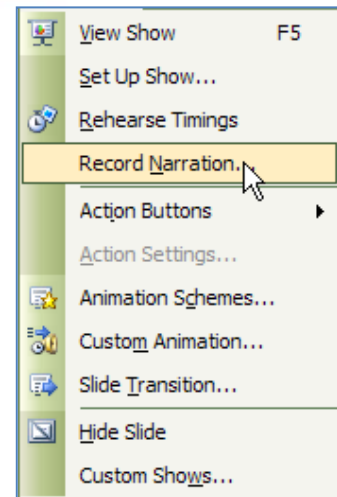 View Show F5
Set Up Show...
Rehearse Timings
Record Narration...
Action Buttons
Action Settings...
Animation Schemes...
Custom Animation...
Slide Transition...
Hide Slide
Custom Shows...